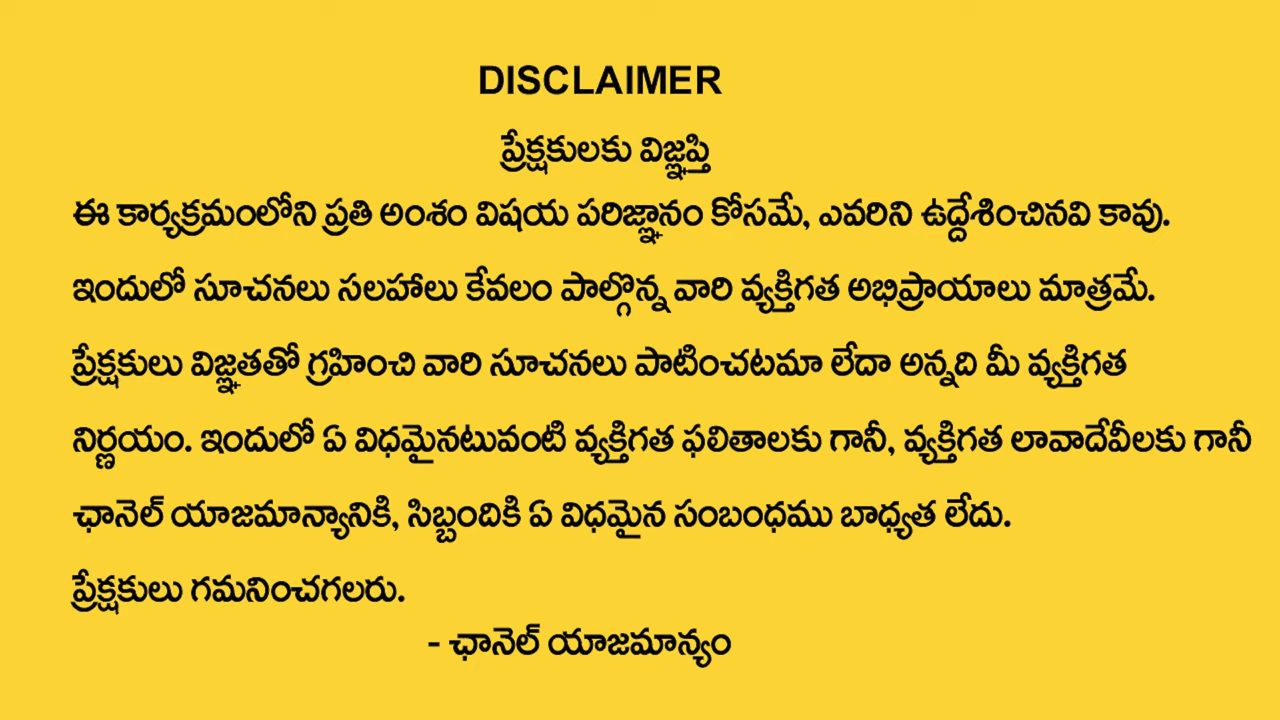 DISCLAIMER
ప్రేక్షకులకు విజ్ఞప్తి
ఈ కార్యక్రమంలోని ప్రతి అంశం విషయ పరిజ్ఞానం కోసమే, ఎవరిని ఉద్దేశించినవి కావు.
ఇందులో సూచనలు సలహాలు కేవలం పాల్గొన్న వారి వ్యక్తిగత అభిప్రాయాలు మాత్రమే.
ప్రేక్షకులు విజ్ఞతతో గ్రహించి వారి సూచనలు పాటించటమా లేదా అన్నది మీ వ్యక్తిగత
నిర్ణయం. ఇందులో ఏ విధమైనటువంటి వ్యక్తిగత ఫలితాలకు గానీ, వ్యక్తిగత లావాదేవీలకు గానీ
ఛానెల్ యాజమాన్యానికి, సిబ్బందికి ఏ విధమైన సంబంధము బాధ్యత లేదు.
ప్రేక్షకులు గమనించగలరు.
- ఛానెల్ యాజమాన్యం